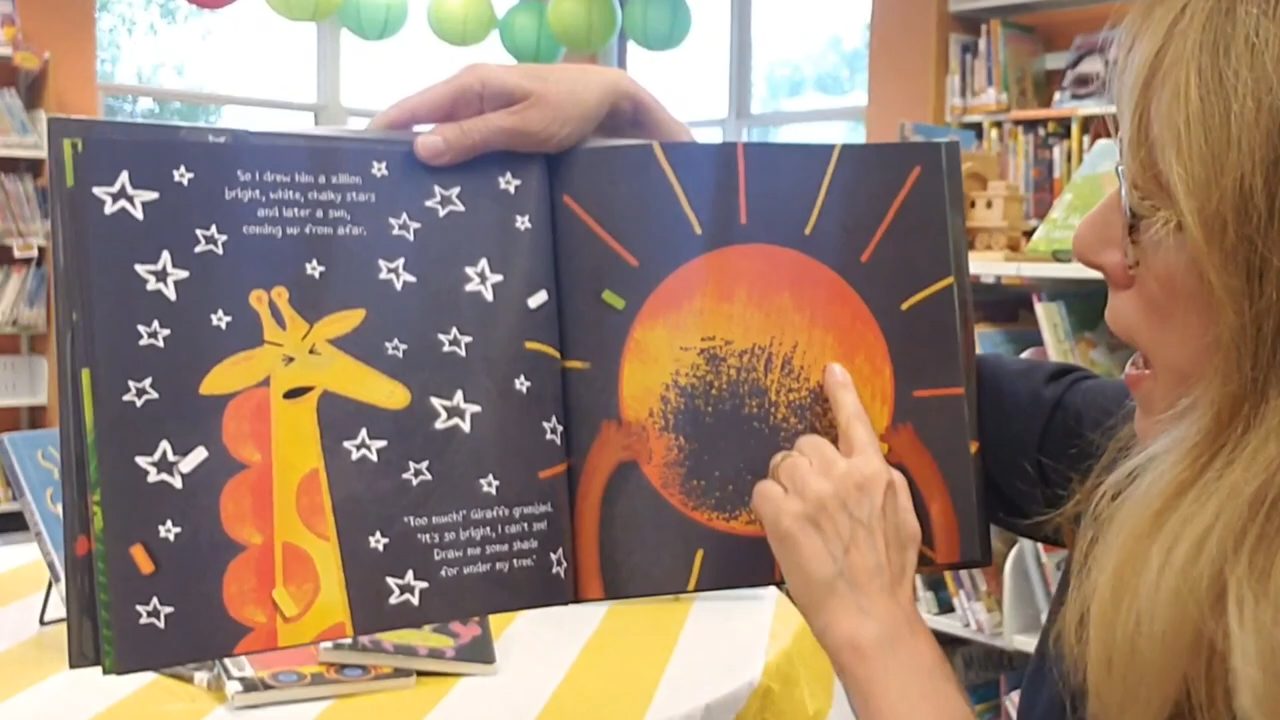 So I drew him a zillion
bright, white, chalky stars
and later a sun,
coming up from afar.
"Too much!" Giraffe grumbled.
"It's so bright, I can't see!
Draw me some shade
for under my tree."